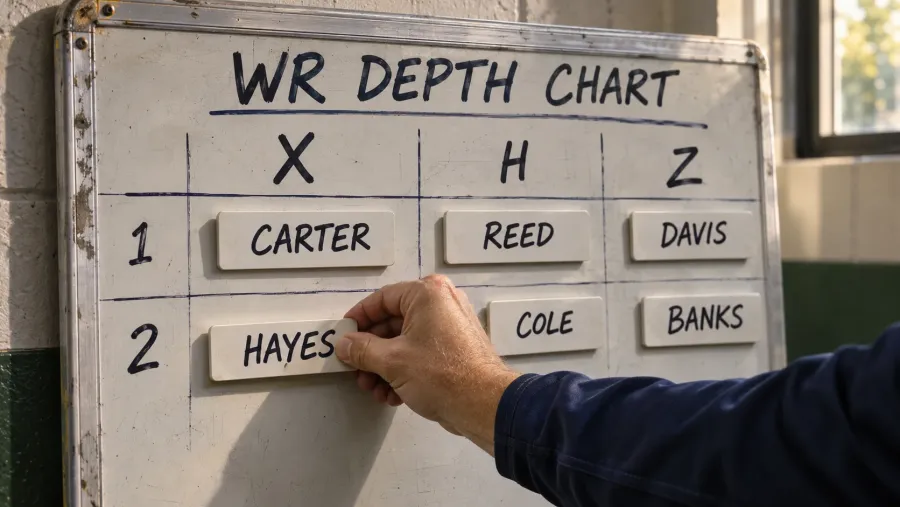 WR DEPTH CHART
X H Z
1 CARTER REED DAVIS
2 HAYES COLE BANKS